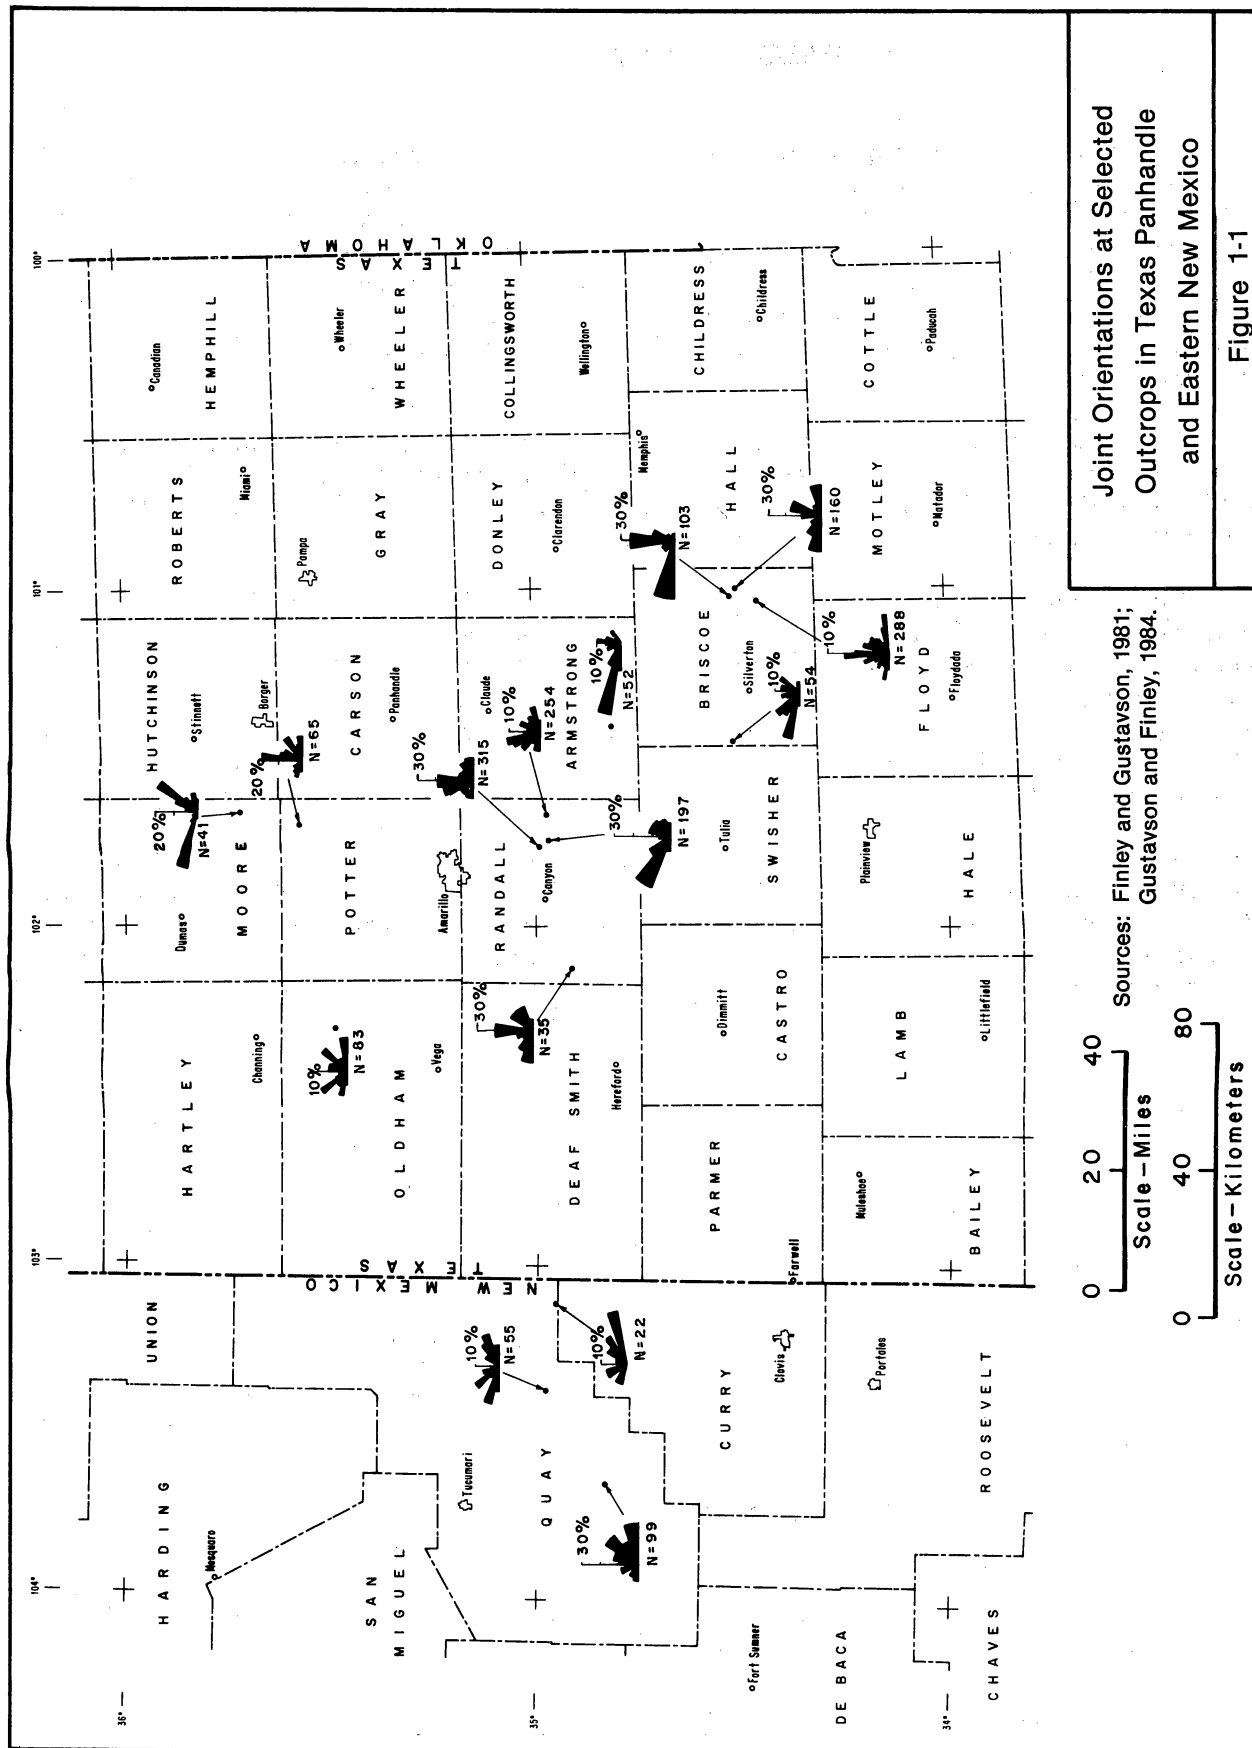 104°
103°
102°
101°
100°
36°
35°
34°
HARDING
Mosquero
UNION
HARTLEY
Channing
Dumas
MOORE
HUTCHINSON
Stinnett
Borger
ROBERTS
Miami
Canadian
HEMPHILL
20%
N=41
20%
N=65
SAN
MIGUEL
Tucumcari
QUAY
NEW MEXICO
TEXAS
OLDHAM
Vega
10%
N=83
POTTER
Amarillo
CARSON
Panhandle
GRAY
Pampa
WHEELER
Wheeler
TEXAS
OKLAHOMA
10%
N=55
10%
N=22
30%
N=99
DEAF SMITH
Hereford
30%
N=35
RANDALL
Canyon
30%
N=315
Claude
10%
N=254
ARMSTRONG
10%
N=52
DONLEY
Clarendon
COLLINGSWORTH
Wellington
30%
N=197
30%
N=103
Memphis
Fort Sumner
DE BACA
CURRY
Clovis
Farwell
PARMER
Dimmitt
CASTRO
Tulia
SWISHER
BRISCOE
Silverton
10%
N=54
HALL
30%
N=160
CHILDRESS
Childress
CHAVES
ROOSEVELT
Portales
Muleshoe
BAILEY
LAMB
Littlefield
Plainview
HALE
10%
N=288
FLOYD
Floydada
MOTLEY
Matador
COTTLE
Paducah
0 20 40
Scale-Miles
0 40 80
Scale-Kilometers
Sources: Finley and Gustavson, 1981;
Gustavson and Finley, 1984.
Joint Orientations at Selected
Outcrops in Texas Panhandle
and Eastern New Mexico
Figure 1-1